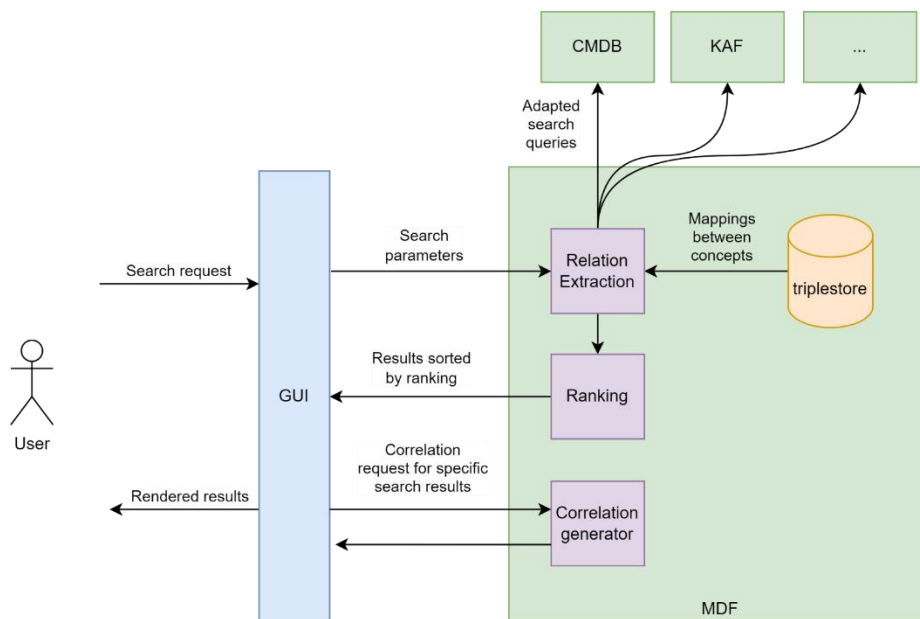 CMDB
KAF
...
Adapted
search
queries
Search request
Search
parameters
Relation
Extraction
Mappings
between
concepts
triplestore
Results sorted
by ranking
Ranking
GUI
User
Correlation
request for specific
search results
Rendered results
Correlation
generator
MDF